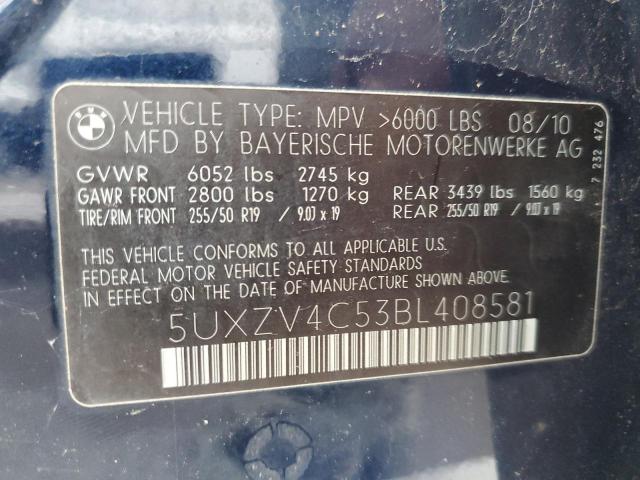 BMW
VEHICLE TYPE: MPV >6000 LBS 08/10
MFD BY BAYERISCHE MOTORENWERKE AG
GVWR 6052 lbs 2745 kg
GAWR FRONT 2800 lbs 1270 kg REAR 3439 lbs 1560 kg
TIRE/RIM FRONT 255/50 R19 / 9.0J x 19 REAR 255/50 R19 / 9.0J x 19
THIS VEHICLE CONFORMS TO ALL APPLICABLE U.S.
FEDERAL MOTOR VEHICLE SAFETY STANDARDS
IN EFFECT ON THE DATE OF MANUFACTURE SHOWN ABOVE
5UXZV4C53BL408581
7 232 476